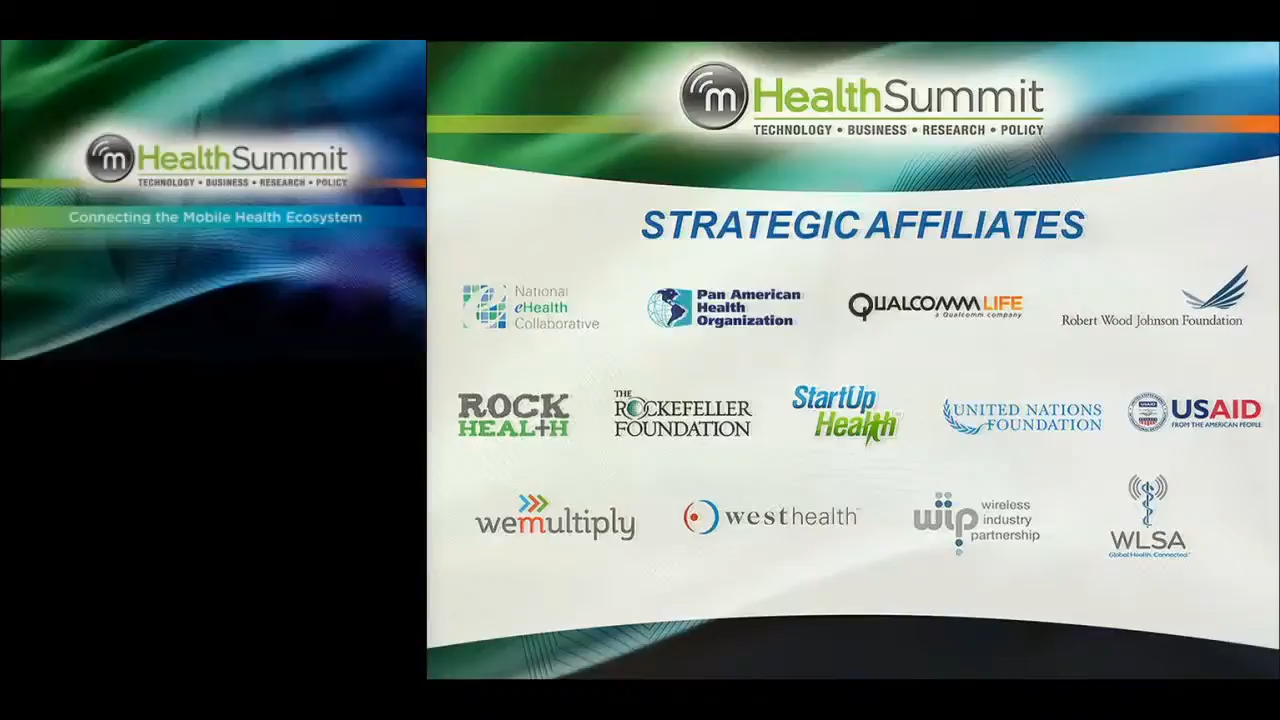 m HealthSummit
TECHNOLOGY • BUSINESS • RESEARCH • POLICY
Connecting the Mobile Health Ecosystem
m HealthSummit
TECHNOLOGY • BUSINESS • RESEARCH • POLICY
STRATEGIC AFFILIATES
National
eHealth
Collaborative
Pan American
Health
Organization
QUALCOMM LIFE
a Qualcomm company
Robert Wood Johnson Foundation
ROCK
HEALTH
THE
ROCKEFELLER
FOUNDATION
StartUp
Health
UNITED NATIONS
FOUNDATION
USAID
FROM THE AMERICAN PEOPLE
wemultiply
westhealth
wip
wireless
industry
partnership
WLSA
Global Health. Connected.